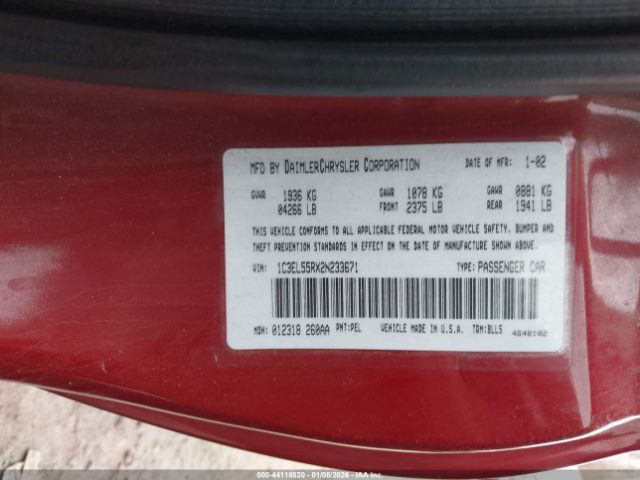 MFD BY DAIMLERCHRYSLER CORPORATION DATE OF MFR: 1-02
GVWR 1936 KG GAWR 1078 KG GAWR 0881 KG
04266 LB FRONT 2375 LB REAR 1941 LB
THIS VEHICLE CONFORMS TO ALL APPLICABLE FEDERAL MOTOR VEHICLE SAFETY, BUMPER AND
THEFT PREVENTION STANDARDS IN EFFECT ON THE DATE OF MANUFACTURE SHOWN ABOVE.
VIN: 1C3EL55RX2N233671 TYPE: PASSENGER CAR
MDH: 012318 260AA PNT:PEL VEHICLE MADE IN U.S.A. TRM:BLLS 4648102
000-44118820 01/08/2026 IAA Inc.